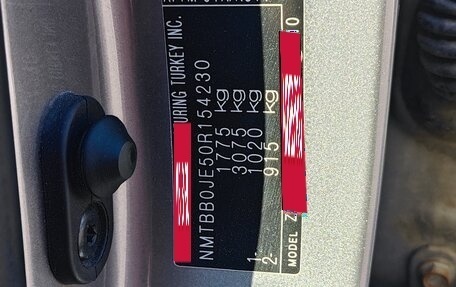 URING TURKEY INC.
NMTBB0JE50R154230
1775 kg
3075 kg
1- 1020 kg
2- 915 kg
MODEL Z